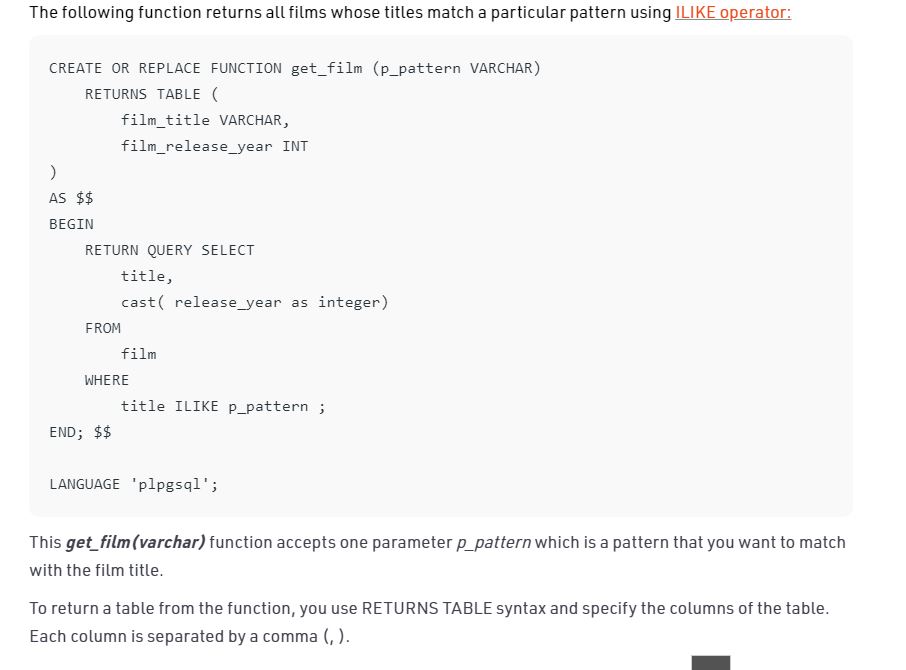 The following function returns all films whose titles match a particular pattern using ILIKE operator:
CREATE OR REPLACE FUNCTION get_film (p_pattern VARCHAR)
RETURNS TABLE (
film_title VARCHAR,
film_release_year INT
)
AS $$
BEGIN
RETURN QUERY SELECT
title,
cast( release_year as integer)
FROM
film
WHERE
title ILIKE p_pattern ;
END; $$
LANGUAGE 'plpgsql';
This get_film(varchar) function accepts one parameter p_pattern which is a pattern that you want to match
with the film title.
To return a table from the function, you use RETURNS TABLE syntax and specify the columns of the table.
Each column is separated by a comma (, ).